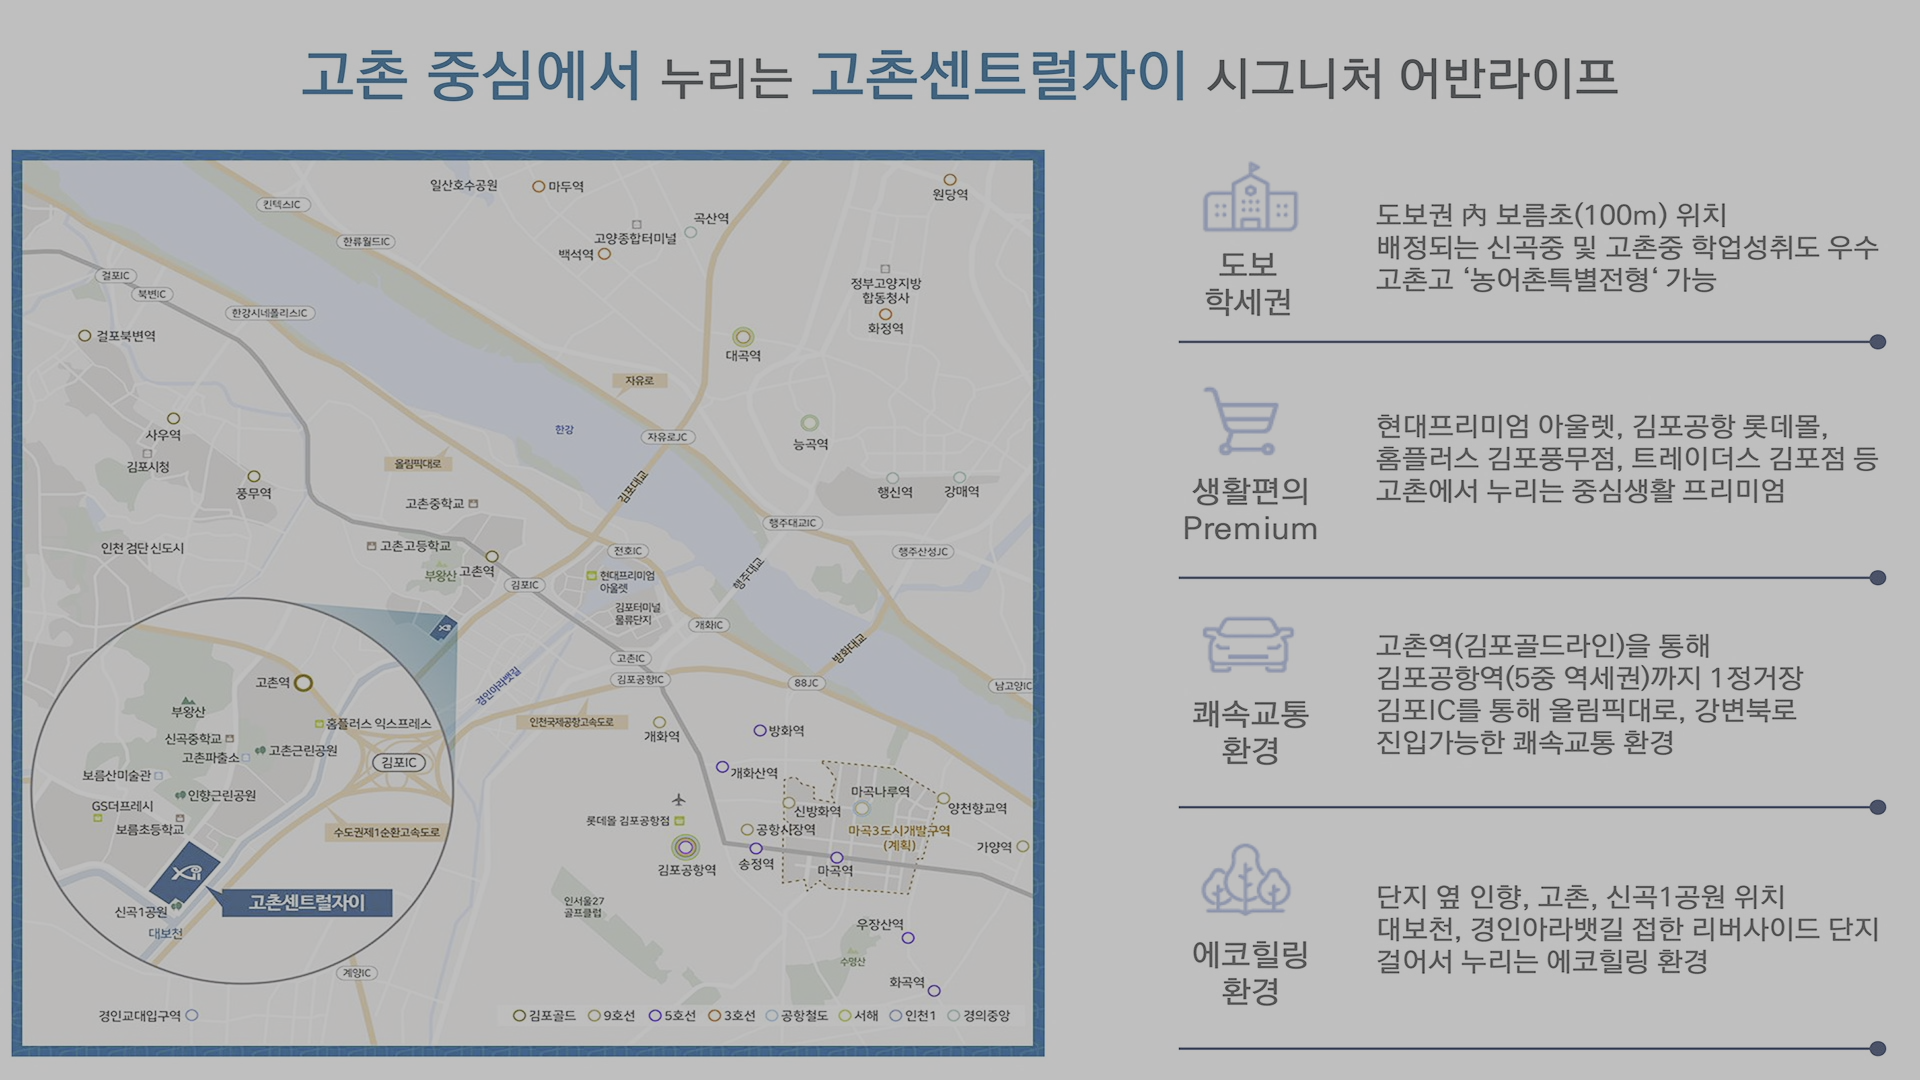 고촌 중심에서 누리는 고촌센트럴자이 시그니처 어반라이프
일산호수공원
마두역
원당역
킨텍스IC
곡산역
고양종합터미널
한류월드IC
백석역
걸포IC
북변IC
정부고양지방
합동청사
화정역
한강시네폴리스IC
걸포북변역
대곡역
자유로
사우역
한강
자유로JC
능곡역
김포시청
올림픽대로
풍무역
김포대교
행신역
강매역
고촌중학교
행주대교IC
인천 검단 신도시
고촌고등학교
전호IC
행주산성JC
부왕산
고촌역
김포IC
현대프리미엄
아울렛
행주대교
김포터미널
물류단지
개화IC
방화대교
고촌IC
김포공항IC
88JC
남고양IC
경인아라뱃길
인천국제공항고속도로
개화역
방화역
개화산역
마곡나루역
신방화역
양천향교역
롯데몰 김포공항점
공항시장역
마곡3도시개발구역
(계획)
가양역
김포공항역
송정역
마곡역
인서울27
골프클럽
우장산역
수명산
화곡역
고촌역
부왕산
홈플러스 익스프레스
신곡중학교
고촌근린공원
고촌파출소
김포IC
보름산미술관
인향근린공원
GS더프레시
보름초등학교
수도권제1순환고속도로
Xi
고촌센트럴자이
신곡1공원
대보천
계양IC
경인교대입구역
김포골드 9호선 5호선 3호선 공항철도 서해 인천1 경의중앙
도보
학세권
도보권 內 보름초(100m) 위치
배정되는 신곡중 및 고촌중 학업성취도 우수
고촌고 ‘농어촌특별전형‘ 가능
생활편의
Premium
현대프리미엄 아울렛, 김포공항 롯데몰,
홈플러스 김포풍무점, 트레이더스 김포점 등
고촌에서 누리는 중심생활 프리미엄
쾌속교통
환경
고촌역(김포골드라인)을 통해
김포공항역(5중 역세권)까지 1정거장
김포IC를 통해 올림픽대로, 강변북로
진입가능한 쾌속교통 환경
에코힐링
환경
단지 옆 인향, 고촌, 신곡1공원 위치
대보천, 경인아라뱃길 접한 리버사이드 단지
걸어서 누리는 에코힐링 환경